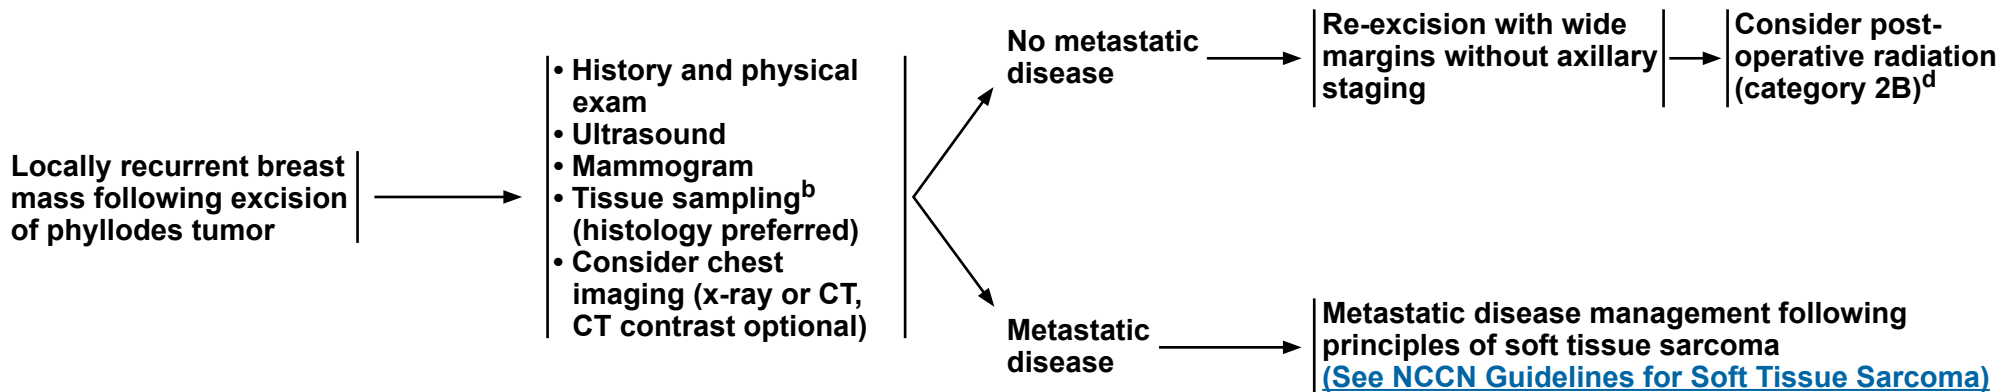 Locally recurrent breast
mass following excision
of phyllodes tumor
• History and physical
exam
• Ultrasound
• Mammogram
• Tissue samplingb
(histology preferred)
• Consider chest
imaging (x-ray or CT,
CT contrast optional)
No metastatic
disease
Re-excision with wide
margins without axillary
staging
Consider post-
operative radiation
(category 2B)d
Metastatic
disease
Metastatic disease management following
principles of soft tissue sarcoma
(See NCCN Guidelines for Soft Tissue Sarcoma)